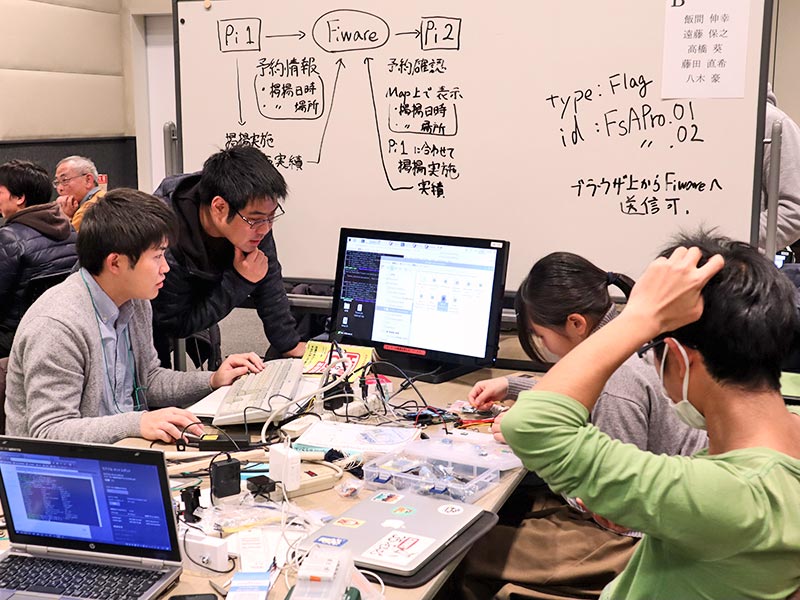 Pi 1 → Fiware → Pi 2
予約情報
・掲揚日時
・〃 場所
掲揚実施
実績
予約確認
Map上で表示
・掲揚日時
・〃 場所
Pi 1 に合わせて
掲揚実施
実績
type : Flag
id : FsAPro.01
〃 .02
ブラウザ上からFiwareへ
送信可.
B
飯間 伸幸
遠藤 保之
高橋 葵
藤田 直希
八木 豪